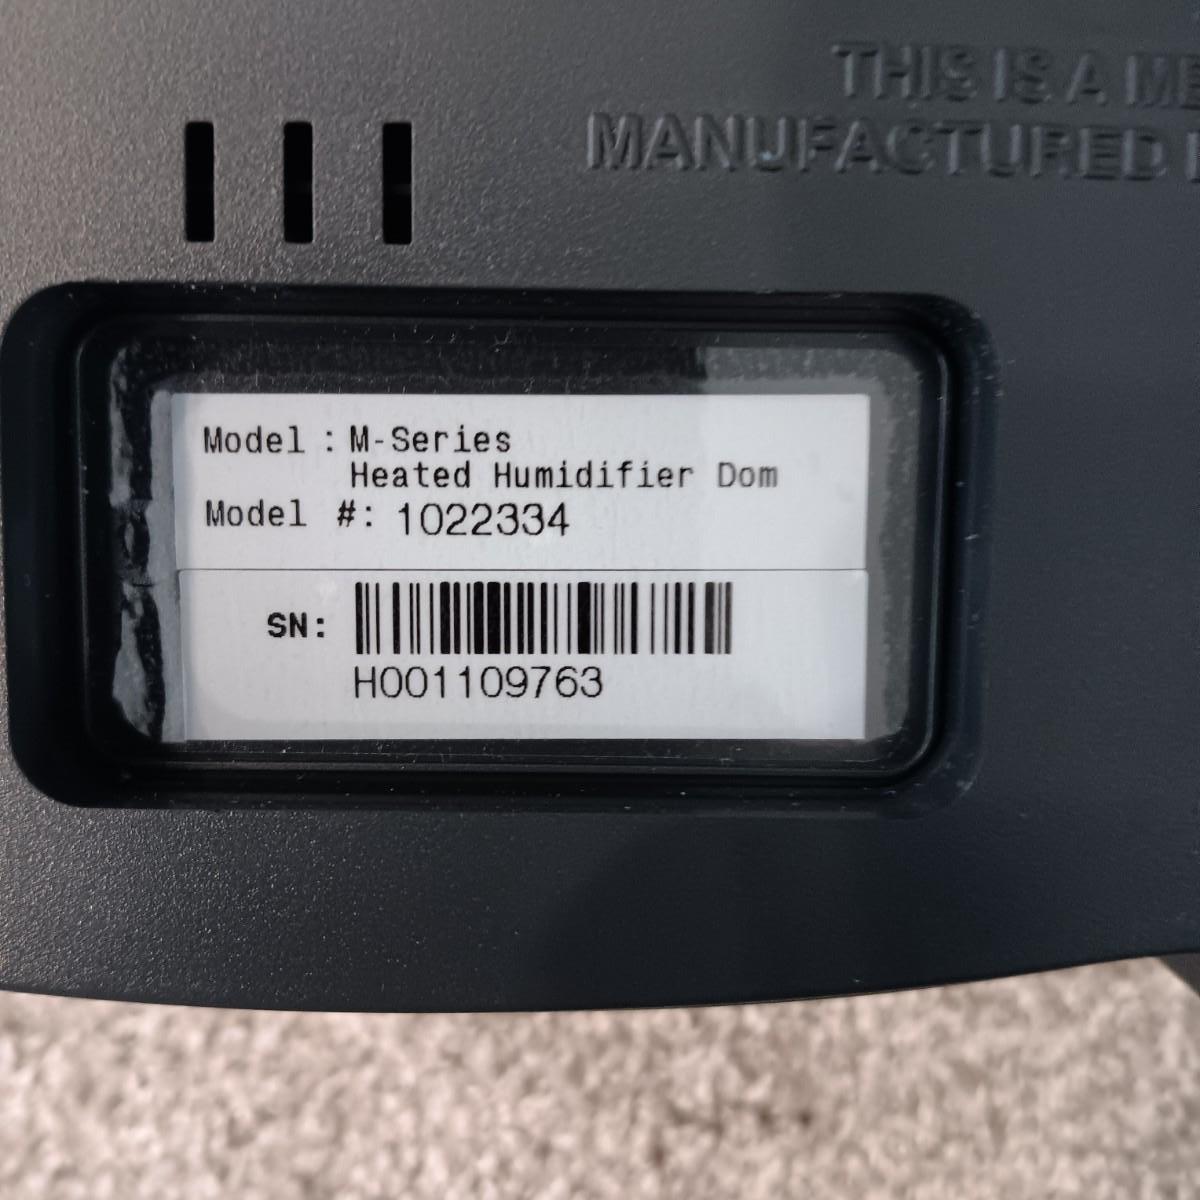 THIS IS A ME
MANUFACTURED
Model : M-Series
Heated Humidifier Dom
Model #: 1022334
SN:
H001109763